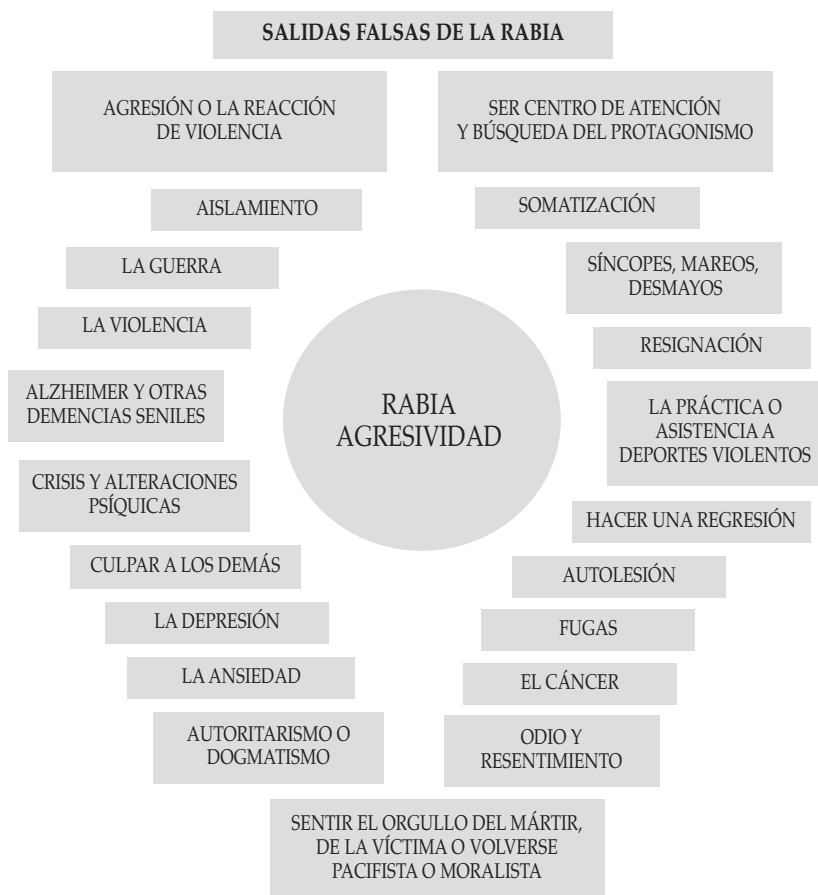 SALIDAS FALSAS DE LA RABIA
AGRESIÓN O LA REACCIÓN
DE VIOLENCIA
SER CENTRO DE ATENCIÓN
Y BÚSQUEDA DEL PROTAGONISMO
AISLAMIENTO
SOMATIZACIÓN
LA GUERRA
SÍNCOPES, MAREOS,
DESMAYOS
LA VIOLENCIA
RESIGNACIÓN
ALZHEIMER Y OTRAS
DEMENCIAS SENILES
RABIA
AGRESIVIDAD
LA PRÁCTICA O
ASISTENCIA A
DEPORTES VIOLENTOS
CRISIS Y ALTERACIONES
PSÍQUICAS
HACER UNA REGRESIÓN
CULPAR A LOS DEMÁS
AUTOLESIÓN
LA DEPRESIÓN
FUGAS
LA ANSIEDAD
EL CÁNCER
AUTORITARISMO O
DOGMATISMO
ODIO Y
RESENTIMIENTO
SENTIR EL ORGULLO DEL MÁRTIR,
DE LA VÍCTIMA O VOLVERSE
PACIFISTA O MORALISTA